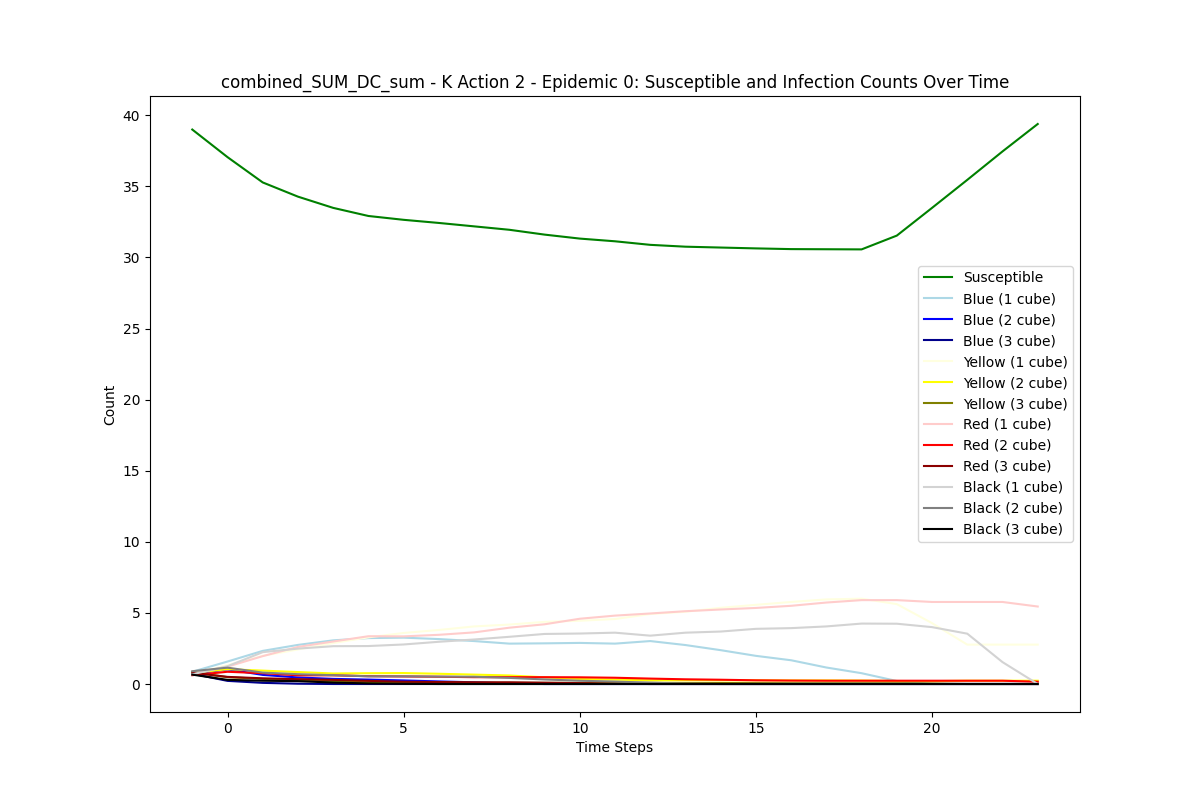 combined_SUM_DC_sum - K Action 2 - Epidemic 0: Susceptible and Infection Counts Over Time
40
35
30
25
20
15
10
5
0
Count
Susceptible
Blue (1 cube)
Blue (2 cube)
Blue (3 cube)
Yellow (1 cube)
Yellow (2 cube)
Yellow (3 cube)
Red (1 cube)
Red (2 cube)
Red (3 cube)
Black (1 cube)
Black (2 cube)
Black (3 cube)
0 5 10 15 20
Time Steps